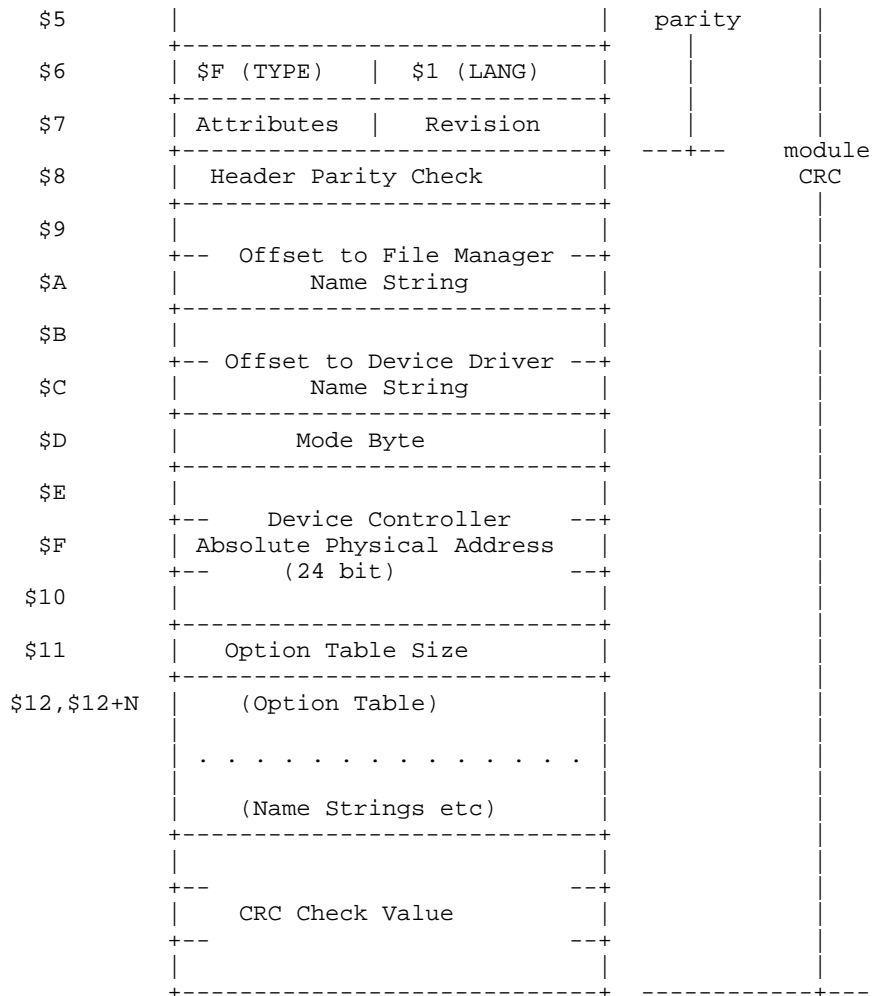 $5 parity
$6 $F (TYPE) | $1 (LANG)
$7 Attributes | Revision
module
$8 Header Parity Check CRC
$9
Offset to File Manager
$A Name String
$B
Offset to Device Driver
$C Name String
$D Mode Byte
$E
Device Controller
$F Absolute Physical Address
(24 bit)
$10
$11 Option Table Size
$12,$12+N (Option Table)
. . . . . . . . . . . . . .
(Name Strings etc)
CRC Check Value